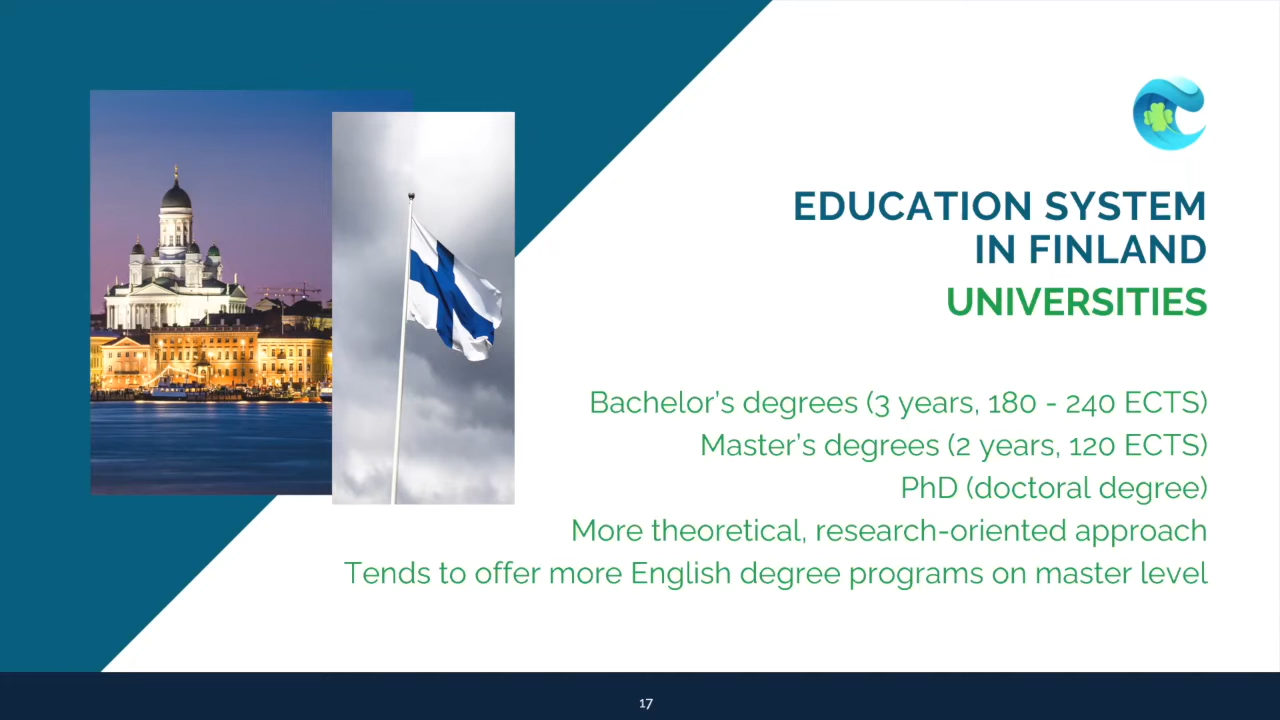 EDUCATION SYSTEM
IN FINLAND
UNIVERSITIES
Bachelor's degrees (3 years, 180 - 240 ECTS)
Master's degrees (2 years, 120 ECTS)
PhD (doctoral degree)
More theoretical, research-oriented approach
Tends to offer more English degree programs on master level
17